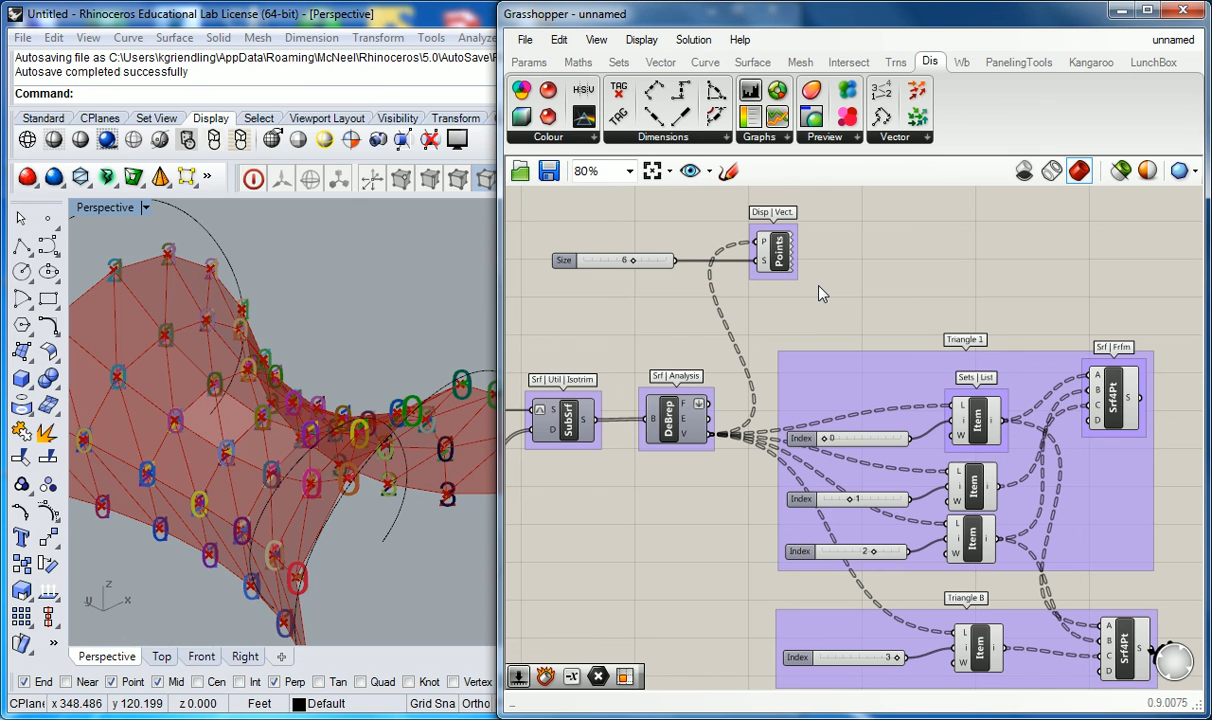 Untitled - Rhinoceros Educational Lab License (64-bit) - [Perspective]
File Edit View Curve Surface Solid Mesh Dimension Transform Tools Analyze
Autosaving file as C:\Users\kgriendling\AppData\Roaming\McNeel\Rhinoceros\5.0\AutoSave\R
Autosave completed successfully
Command:
Standard CPlanes Set View Display Select Viewport Layout Visibility Transform
Perspective
z
y x
Perspective Top Front Right
End Near Point Mid Cen Int Perp Tan Quad Knot Vertex
CPlane x 348.486 y 120.199 z 0.000 Feet Default Grid Sna Ortho
Grasshopper - unnamed
File Edit View Display Solution Help unnamed
Params Maths Sets Vector Curve Surface Mesh Intersect Trns Dis Wb PanelingTools Kangaroo LunchBox
H·S·V TAG TAG
Colour Dimensions Graphs Preview Vector
80%
Disp | Vect.
P S Points
Size 6
Triangle 1
Srf | Util | Isotrim
S D SubSrf S
Srf | Analysis
B DeBrep F E V
Sets | List
L i W Item i
Srf | Frfm
A B C D Srf4Pt S
Index 0
L i W Item i
Index 1
L i W Item i
Index 2
Triangle B
L i W Item i
Index 3
A B C D Srf4Pt S
0.9.0075